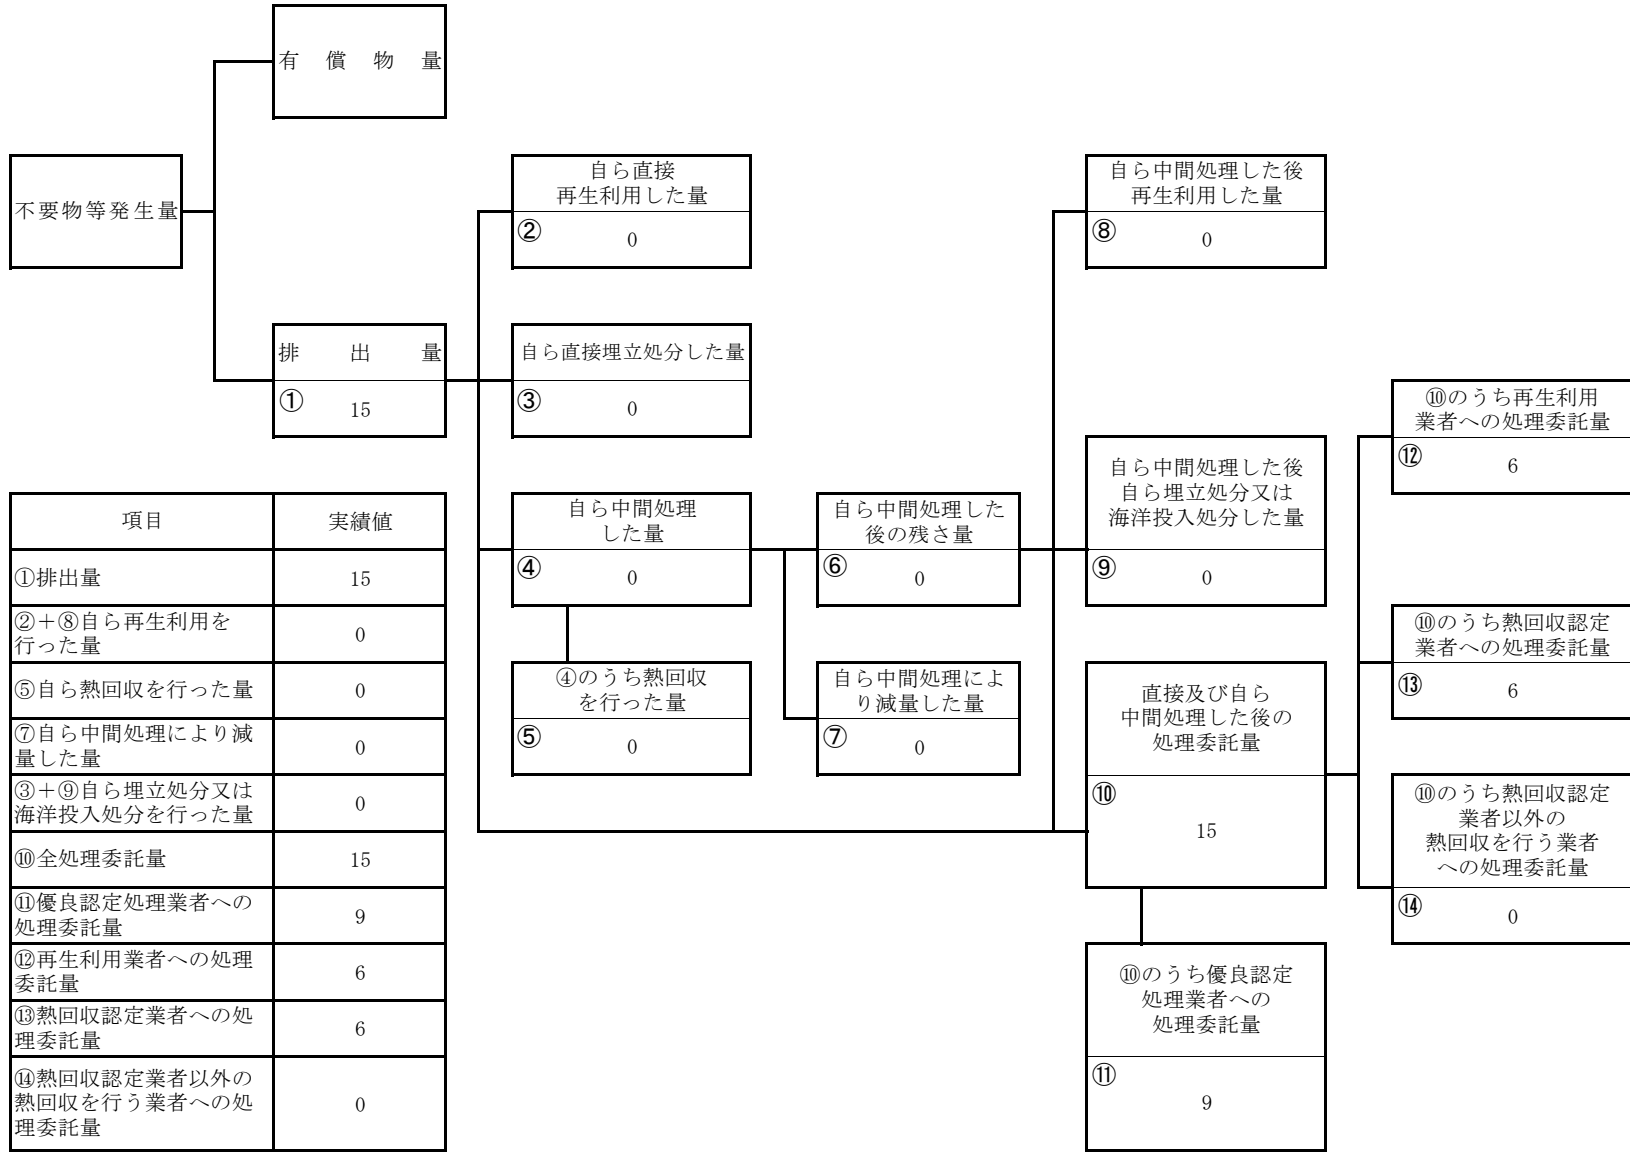 有償物量
不要物等発生量
排出量
① 15
自ら直接
再生利用した量
② 0
自ら直接埋立処分した量
③ 0
自ら中間処理
した量
④ 0
④のうち熱回収
を行った量
⑤ 0
自ら中間処理した
後の残さ量
⑥ 0
自ら中間処理によ
り減量した量
⑦ 0
自ら中間処理した後
再生利用した量
⑧ 0
自ら中間処理した後
自ら埋立処分又は
海洋投入処分した量
⑨ 0
直接及び自ら
中間処理した後の
処理委託量
⑩
15
⑩のうち優良認定
処理業者への
処理委託量
⑪
9
⑩のうち再生利用
業者への処理委託量
⑫ 6
⑩のうち熱回収認定
業者への処理委託量
⑬ 6
⑩のうち熱回収認定
業者以外の
熱回収を行う業者
への処理委託量
⑭ 0
項目 実績値
①排出量 15
②＋⑧自ら再生利用を
行った量 0
⑤自ら熱回収を行った量 0
⑦自ら中間処理により減
量した量 0
③＋⑨自ら埋立処分又は
海洋投入処分を行った量 0
⑩全処理委託量 15
⑪優良認定処理業者への
処理委託量 9
⑫再生利用業者への処理
委託量 6
⑬熱回収認定業者への処
理委託量 6
⑭熱回収認定業者以外の
熱回収を行う業者への処
理委託量 0